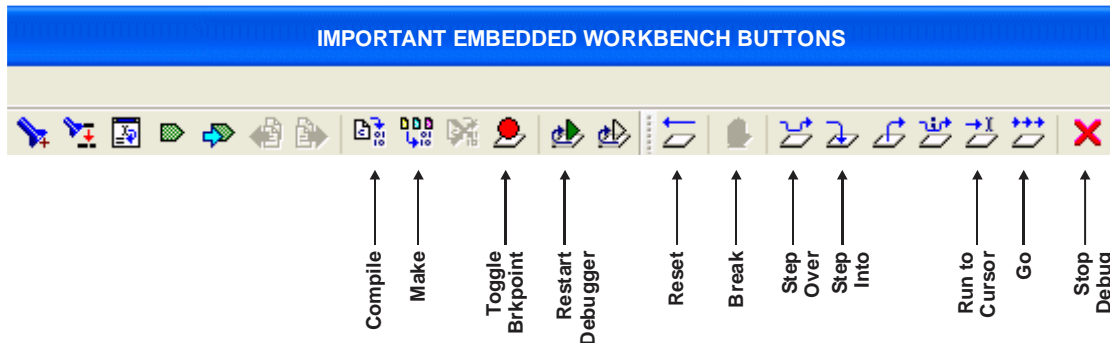 IMPORTANT EMBEDDED WORKBENCH BUTTONS
Compile
Make
Toggle
Brkpoint
Restart
Debugger
Reset
Break
Step
Over
Step
Into
Run to
Cursor
Go
Stop
Debug